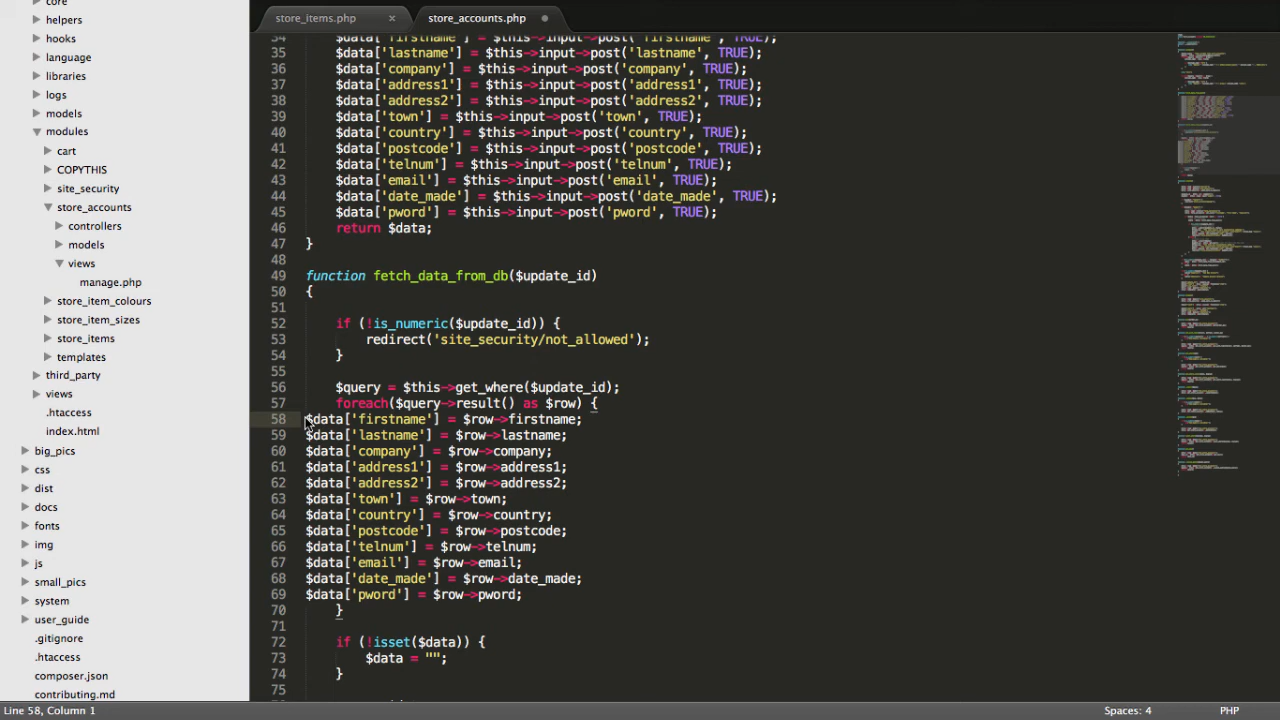 store_items.php × store_accounts.php
core
helpers
hooks
language
libraries
logs
models
modules
cart
COPYTHIS
site_security
store_accounts
controllers
models
views
manage.php
store_item_colours
store_item_sizes
store_items
templates
third_party
views
.htaccess
index.html
big_pics
css
dist
docs
fonts
img
js
small_pics
system
user_guide
.gitignore
.htaccess
composer.json
contributing.md
34 $data['firstname'] = $this->input->post('firstname', TRUE);
35 $data['lastname'] = $this->input->post('lastname', TRUE);
36 $data['company'] = $this->input->post('company', TRUE);
37 $data['address1'] = $this->input->post('address1', TRUE);
38 $data['address2'] = $this->input->post('address2', TRUE);
39 $data['town'] = $this->input->post('town', TRUE);
40 $data['country'] = $this->input->post('country', TRUE);
41 $data['postcode'] = $this->input->post('postcode', TRUE);
42 $data['telnum'] = $this->input->post('telnum', TRUE);
43 $data['email'] = $this->input->post('email', TRUE);
44 $data['date_made'] = $this->input->post('date_made', TRUE);
45 $data['pword'] = $this->input->post('pword', TRUE);
46 return $data;
47 }
48
49 function fetch_data_from_db($update_id)
50 {
51
52 if (!is_numeric($update_id)) {
53 redirect('site_security/not_allowed');
54 }
55
56 $query = $this->get_where($update_id);
57 foreach($query->result() as $row) {
58 $data['firstname'] = $row->firstname;
59 $data['lastname'] = $row->lastname;
60 $data['company'] = $row->company;
61 $data['address1'] = $row->address1;
62 $data['address2'] = $row->address2;
63 $data['town'] = $row->town;
64 $data['country'] = $row->country;
65 $data['postcode'] = $row->postcode;
66 $data['telnum'] = $row->telnum;
67 $data['email'] = $row->email;
68 $data['date_made'] = $row->date_made;
69 $data['pword'] = $row->pword;
70 }
71
72 if (!isset($data)) {
73 $data = "";
74 }
75
Line 58, Column 1 Spaces: 4 PHP